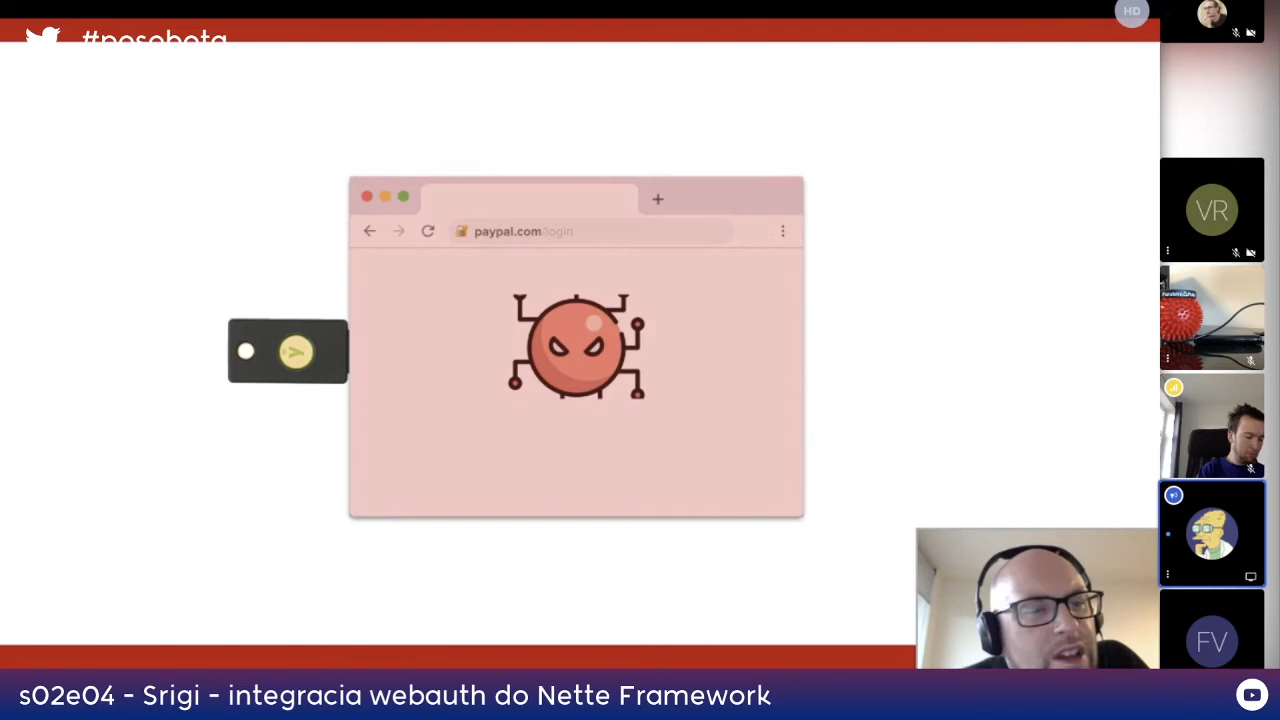 HD
#posobota
paypal.com/login
VR
FV
s02e04 - Srigi - integracia webauth do Nette Framework